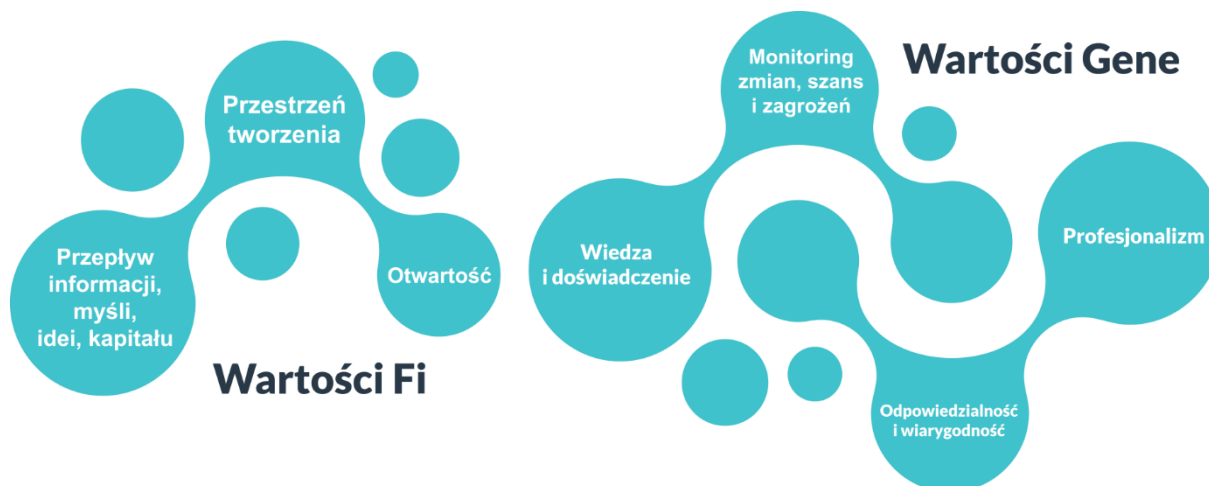 Przestrzeń
tworzenia
Przepływ
informacji,
myśli,
idei, kapitału
Otwartość
Wartości Fi
Monitoring
zmian, szans
i zagrożeń
Wartości Gene
Wiedza
i doświadczenie
Profesjonalizm
Odpowiedzialność
i wiarygodność